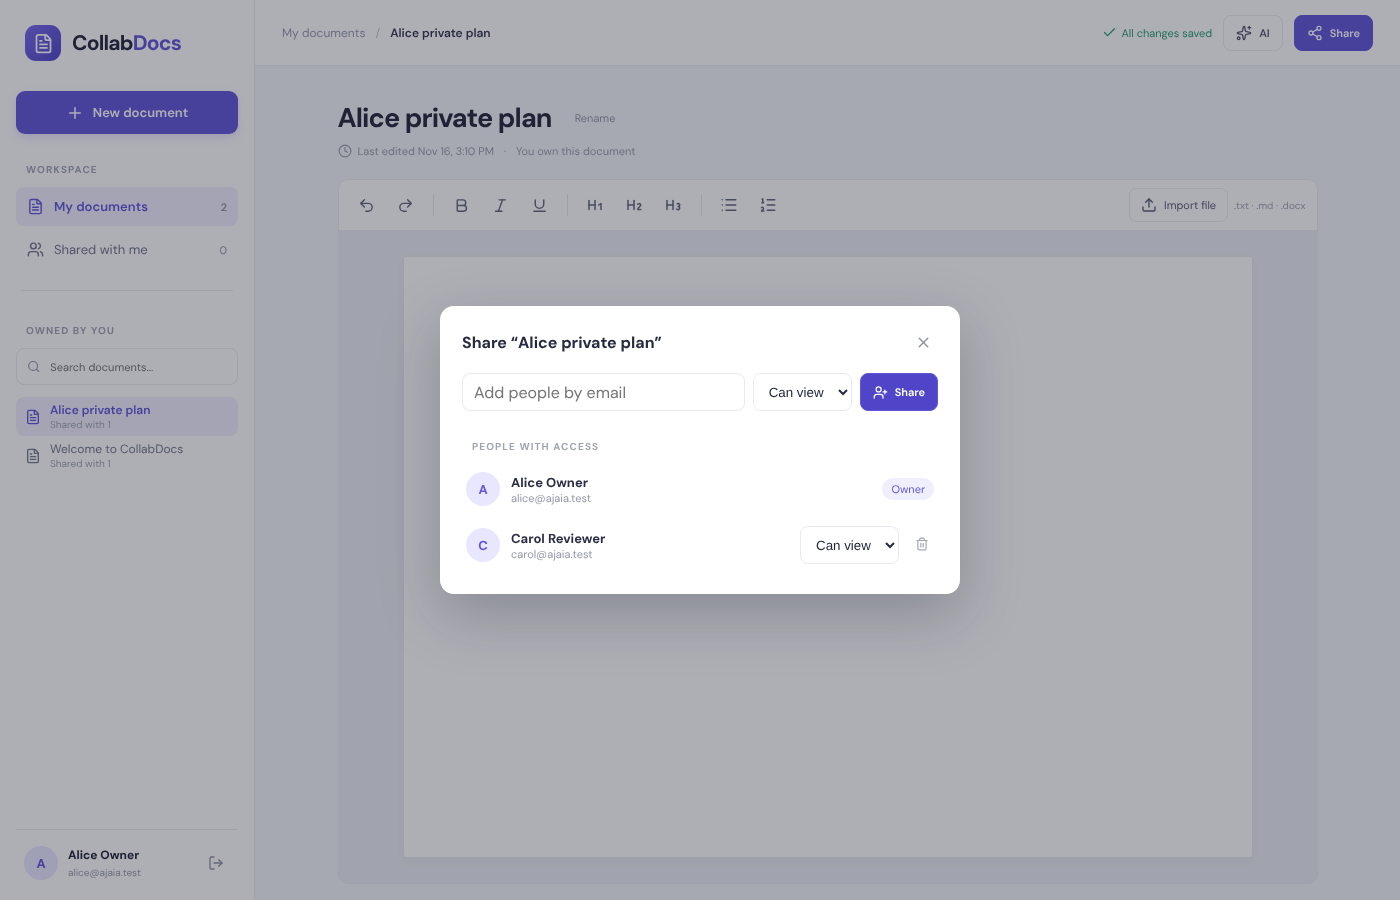 CollabDocs
New document
WORKSPACE
My documents 2
Shared with me 0
OWNED BY YOU
Search documents...
Alice private plan
Shared with 1
Welcome to CollabDocs
Shared with 1
A
Alice Owner
alice@ajaia.test
My documents / Alice private plan
All changes saved
AI
Share
Alice private plan
Rename
Last edited Nov 16, 3:10 PM · You own this document
B I U H1 H2 H3
Import file
.txt · .md · .docx
Share “Alice private plan”
Add people by email
Can view
Share
PEOPLE WITH ACCESS
A
Alice Owner
alice@ajaia.test
Owner
C
Carol Reviewer
carol@ajaia.test
Can view